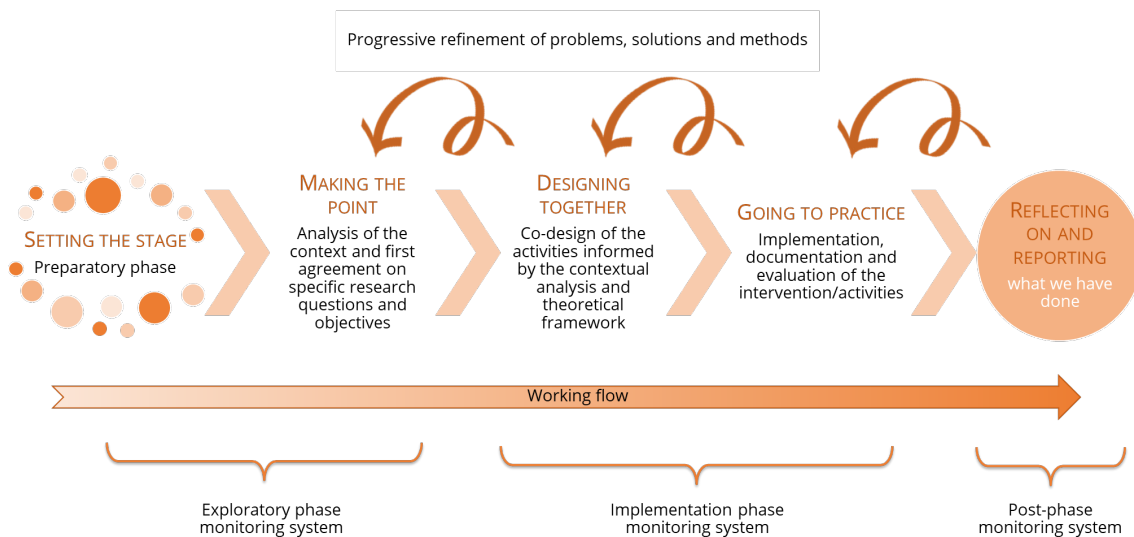 Progressive refinement of problems, solutions and methods
SETTING THE STAGE
Preparatory phase
MAKING THE
POINT
Analysis of the
context and first
agreement on
specific research
questions and
objectives
DESIGNING
TOGETHER
Co-design of the
activities informed
by the contextual
analysis and
theoretical
framework
GOING TO PRACTICE
Implementation,
documentation and
evaluation of the
intervention/activities
REFLECTING
ON AND
REPORTING
what we have
done
Working flow
Exploratory phase
monitoring system
Implementation phase
monitoring system
Post-phase
monitoring system